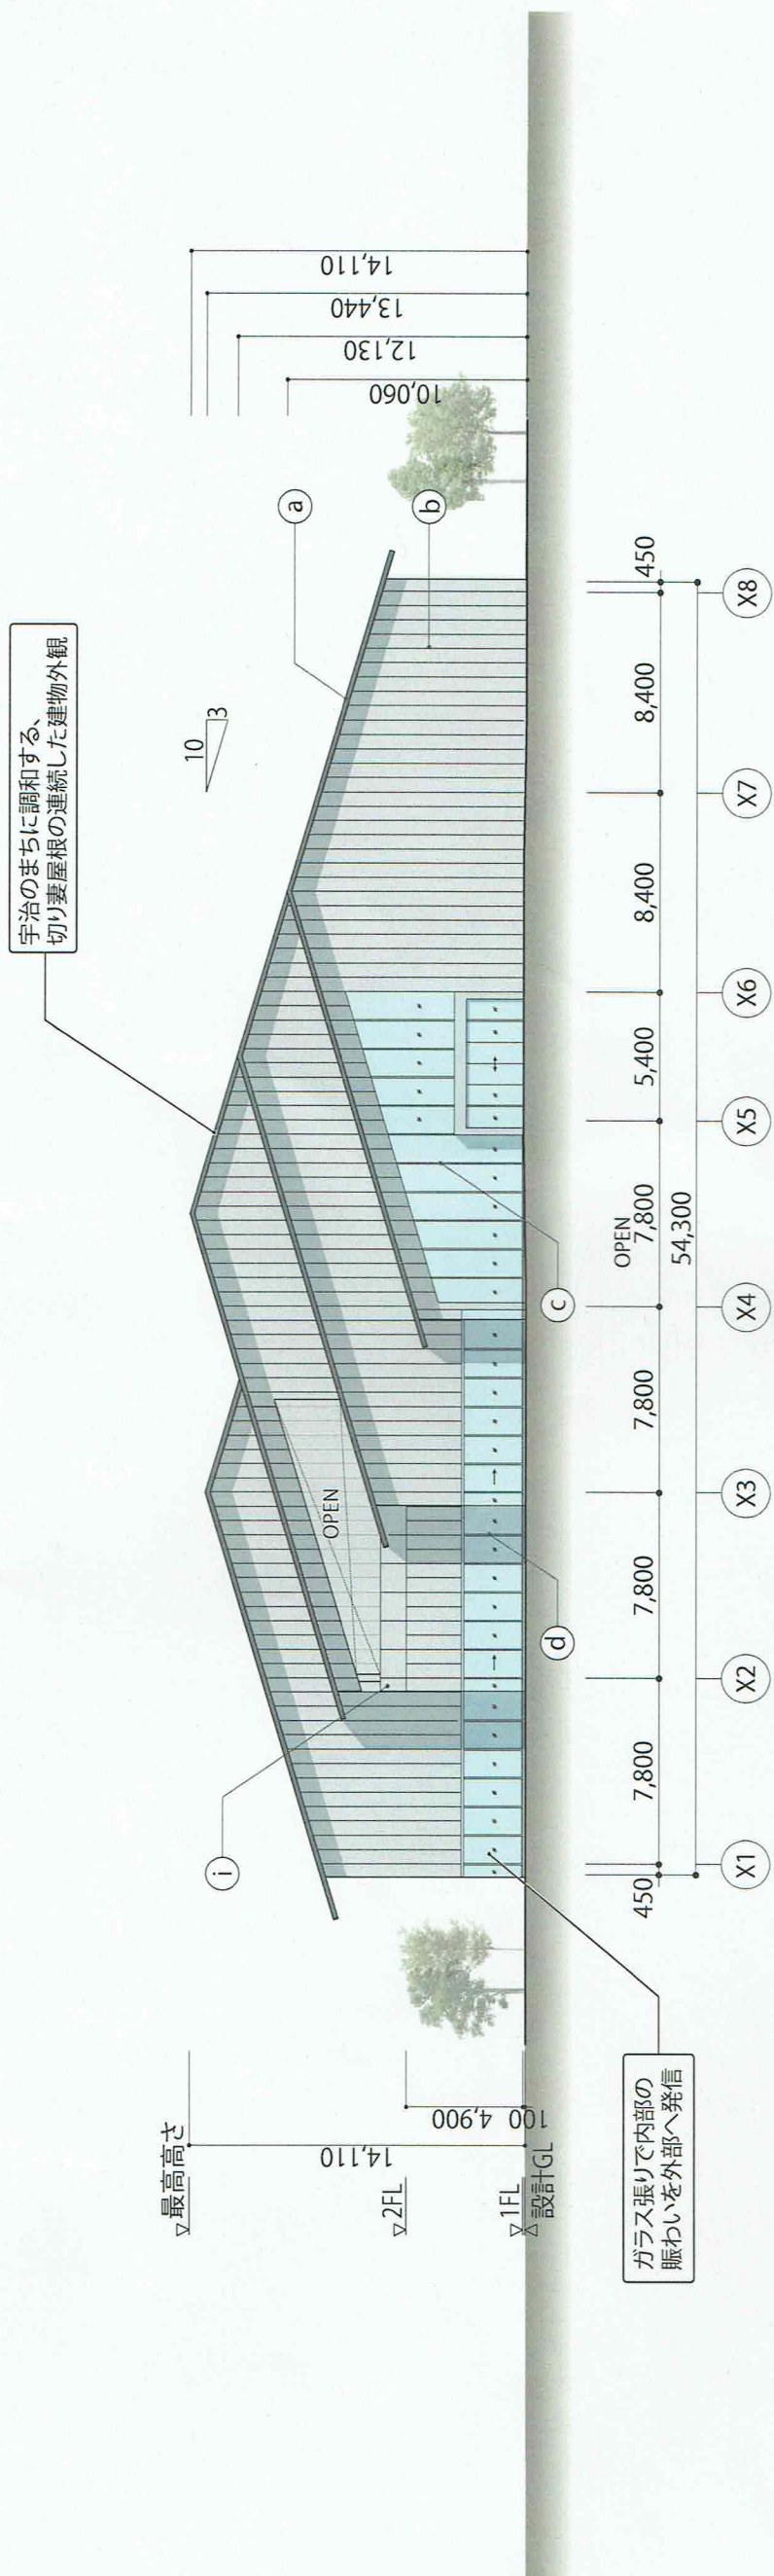 宇治のまちに調和する、
切り妻屋根の連続した建物外観
10
3
a
b
i
OPEN
c
d
▽最高高さ
▽2FL
▽1FL
△設計GL
14,110
4,900
100
14,110
13,440
12,130
10,060
ガラス張りで内部の
賑わいを外部へ発信
OPEN
450
7,800
7,800
7,800
7,800
5,400
8,400
8,400
450
54,300
X1
X2
X3
X4
X5
X6
X7
X8